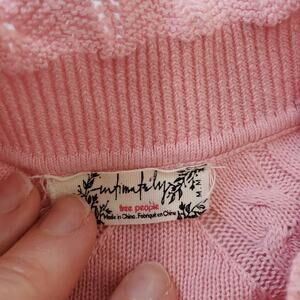 intimately
free people
Made in China. Fabriqué en Chine
M M